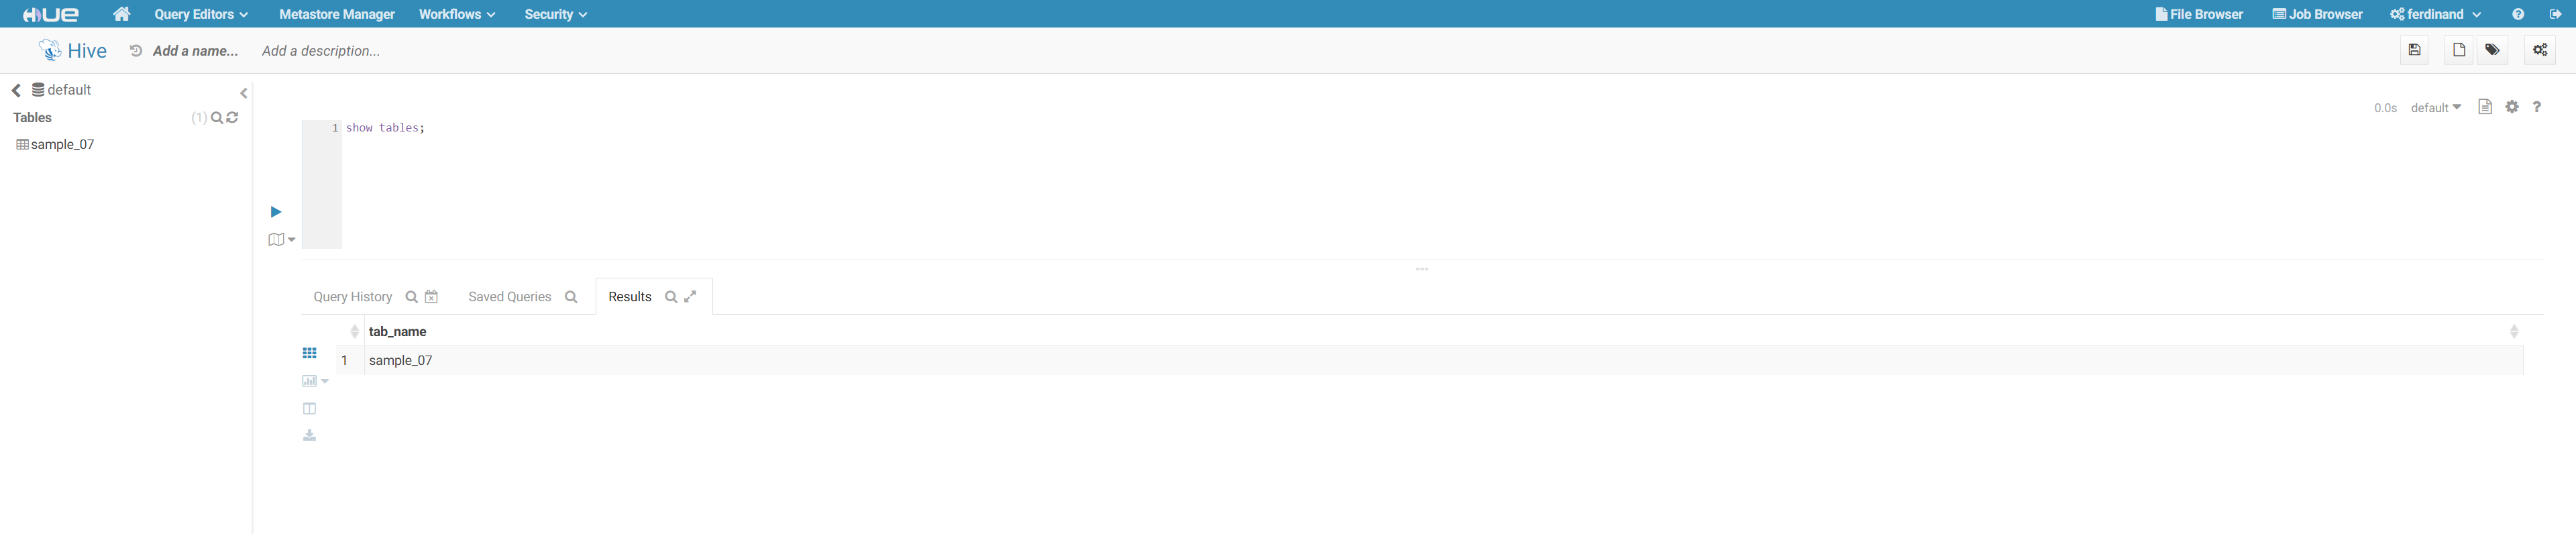 HUE Query Editors Metastore Manager Workflows Security File Browser Job Browser ferdinand
Hive Add a name... Add a description...
default
Tables (1)
sample_07
0.0s default ?
1 show tables;
Query History Saved Queries Results
tab_name
1 sample_07